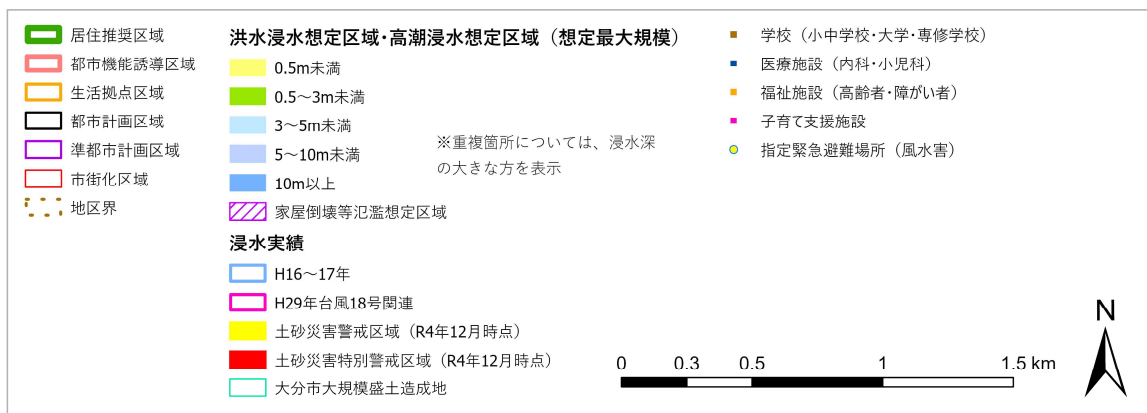 居住推奨区域
都市機能誘導区域
生活拠点区域
都市計画区域
準都市計画区域
市街化区域
地区界
洪水浸水想定区域・高潮浸水想定区域（想定最大規模）
0.5m未満
0.5～3m未満
3～5m未満
5～10m未満
10m以上
家屋倒壊等氾濫想定区域
※重複箇所については、浸水深
の大きな方を表示
浸水実績
H16～17年
H29年台風18号関連
土砂災害警戒区域（R4年12月時点）
土砂災害特別警戒区域（R4年12月時点）
大分市大規模盛土造成地
学校（小中学校・大学・専修学校）
医療施設（内科・小児科）
福祉施設（高齢者・障がい者）
子育て支援施設
指定緊急避難場所（風水害）
N
0 0.3 0.5 1 1.5 km